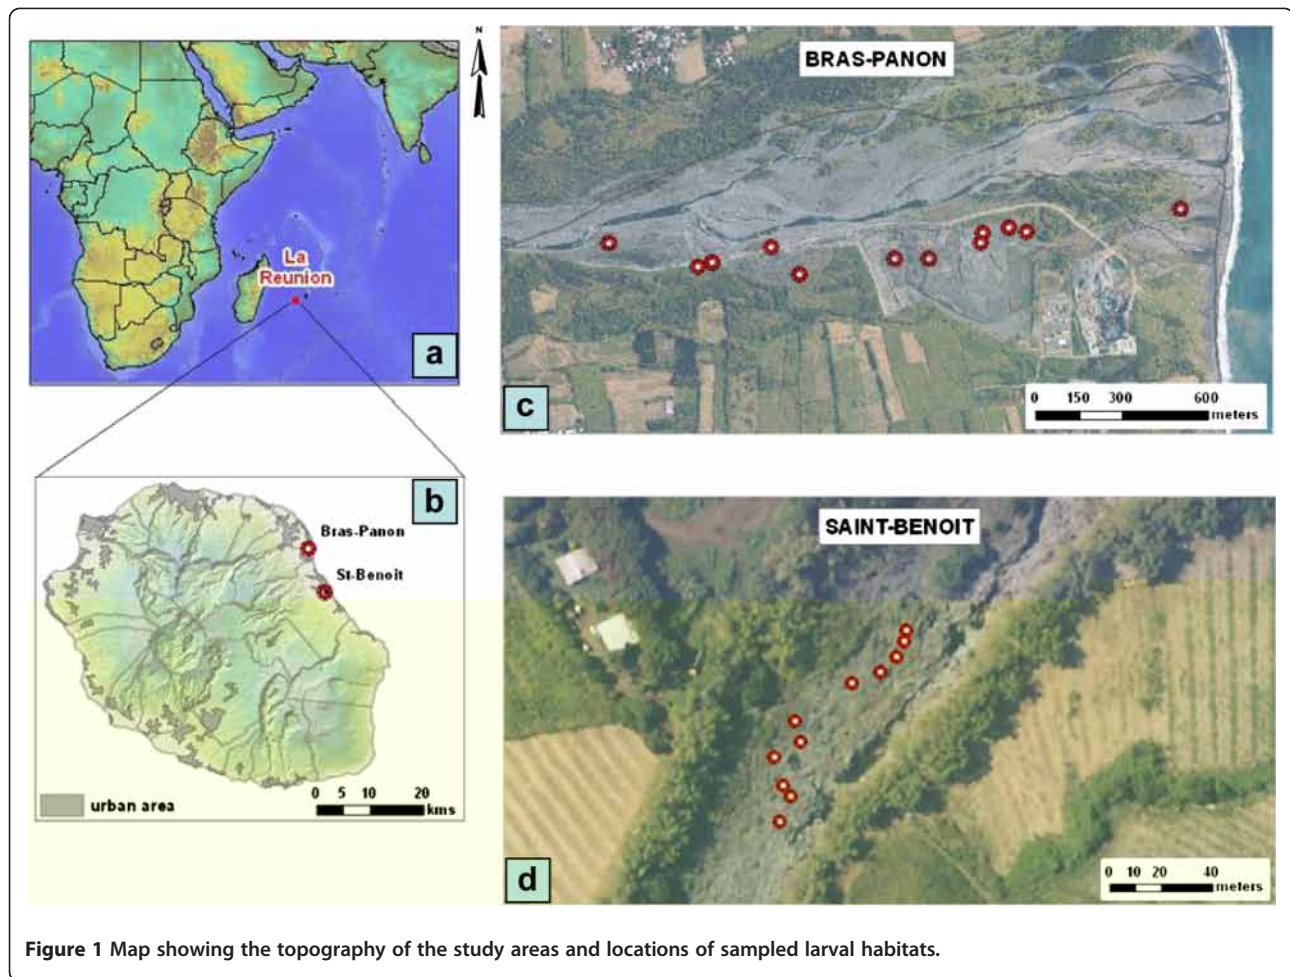 La
Reunion
a
N
BRAS-PANON
c
0 150 300 600
meters
b
Bras-Panon
St-Benoit
urban area
0 5 10 20
kms
SAINT-BENOIT
d
0 10 20 40
meters
Figure 1 Map showing the topography of the study areas and locations of sampled larval habitats.